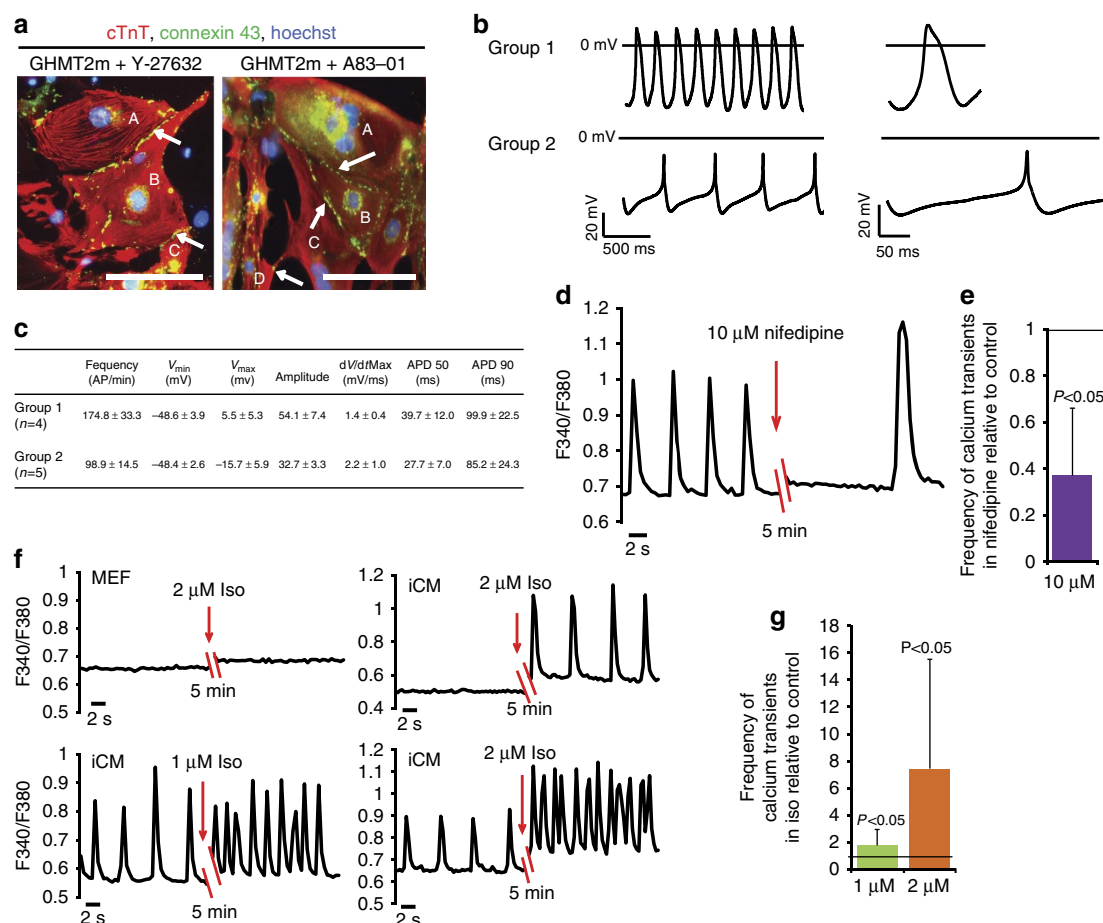 a
cTnT, connexin 43, hoechst
GHMT2m + Y-27632
GHMT2m + A83–01
A
B
C
A
B
C
D
b
Group 1
0 mV
Group 2
0 mV
20 mV
500 ms
20 mV
50 ms
c
Fequency (AP/min) Vmin (mV) Vmax (mv) Amplitude dV/dtMax (mV/ms) APD 50 (ms) APD 90 (ms)
Group 1 (n=4) 174.8 ± 33.3 –48.6 ± 3.9 5.5 ± 5.3 54.1 ± 7.4 1.4 ± 0.4 39.7 ± 12.0 99.9 ± 22.5
Group 2 (n=5) 98.9 ± 14.5 –48.4 ± 2.6 –15.7 ± 5.9 32.7 ± 3.3 2.2 ± 1.0 27.7 ± 7.0 85.2 ± 24.3
d
F340/F380
1.2
1.1
1
0.9
0.8
0.7
0.6
10 μM nifedipine
2 s
5 min
e
Frequency of calcium transients
in nifedipine relative to control
1
0.8
0.6
0.4
0.2
0
P<0.05
10 μM
f
F340/F380
1
0.9
0.8
0.7
0.6
0.5
MEF
2 μM Iso
5 min
2 s
1.2
1
0.8
0.6
0.4
iCM
2 μM Iso
5 min
2 s
F340/F380
1
0.9
0.8
0.7
0.6
0.5
iCM
1 μM Iso
5 min
2 s
1.2
1.1
1
0.9
0.8
0.7
0.6
0.5
iCM
2 μM Iso
5 min
2 s
g
Frequency of
calcium transients
in iso relative to control
18
16
14
12
10
8
6
4
2
0
P<0.05
P<0.05
1 μM
2 μM